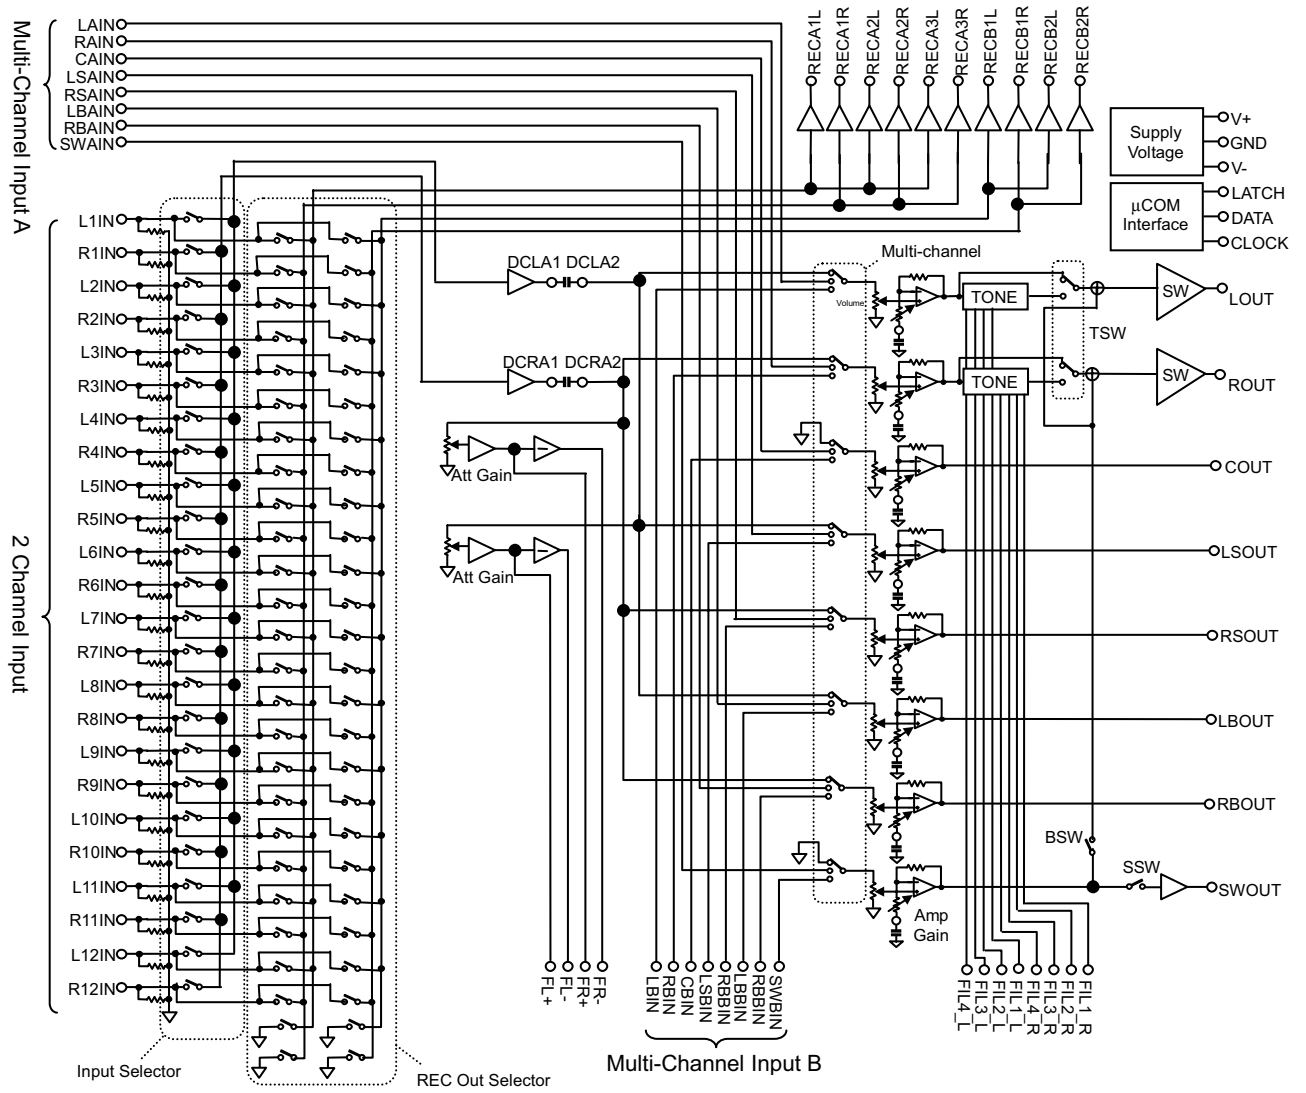 Multi-Channel Input A
LAIN
RAIN
CAIN
LSAIN
RSAIN
LBAIN
RBAIN
SWAIN
RECA1L
RECA1R
RECA2L
RECA2R
RECA3L
RECA3R
RECB1L
RECB1R
RECB2L
RECB2R
Supply Voltage
V+
GND
V-
µCOM Interface
LATCH
DATA
CLOCK
2 Channel Input
L1IN
R1IN
L2IN
R2IN
L3IN
R3IN
L4IN
R4IN
L5IN
R5IN
L6IN
R6IN
L7IN
R7IN
L8IN
R8IN
L9IN
R9IN
L10IN
R10IN
L11IN
R11IN
L12IN
R12IN
Input Selector
REC Out Selector
DCLA1 DCLA2
DCRA1 DCRA2
Att Gain
Att Gain
FL+
FL-
FR+
FR-
Multi-channel
Volume
TONE
TONE
TSW
SW
SW
LOUT
ROUT
COUT
LSOUT
RSOUT
LBOUT
RBOUT
BSW
SSW
SWOUT
Amp
Gain
LBIN
RBIN
CBIN
LSBIN
RBBIN
LBBIN
RBBIN
SWBIN
Multi-Channel Input B
FIL4_L
FIL3_L
FIL2_L
FIL1_L
FIL4_R
FIL3_R
FIL2_R
FIL1_R